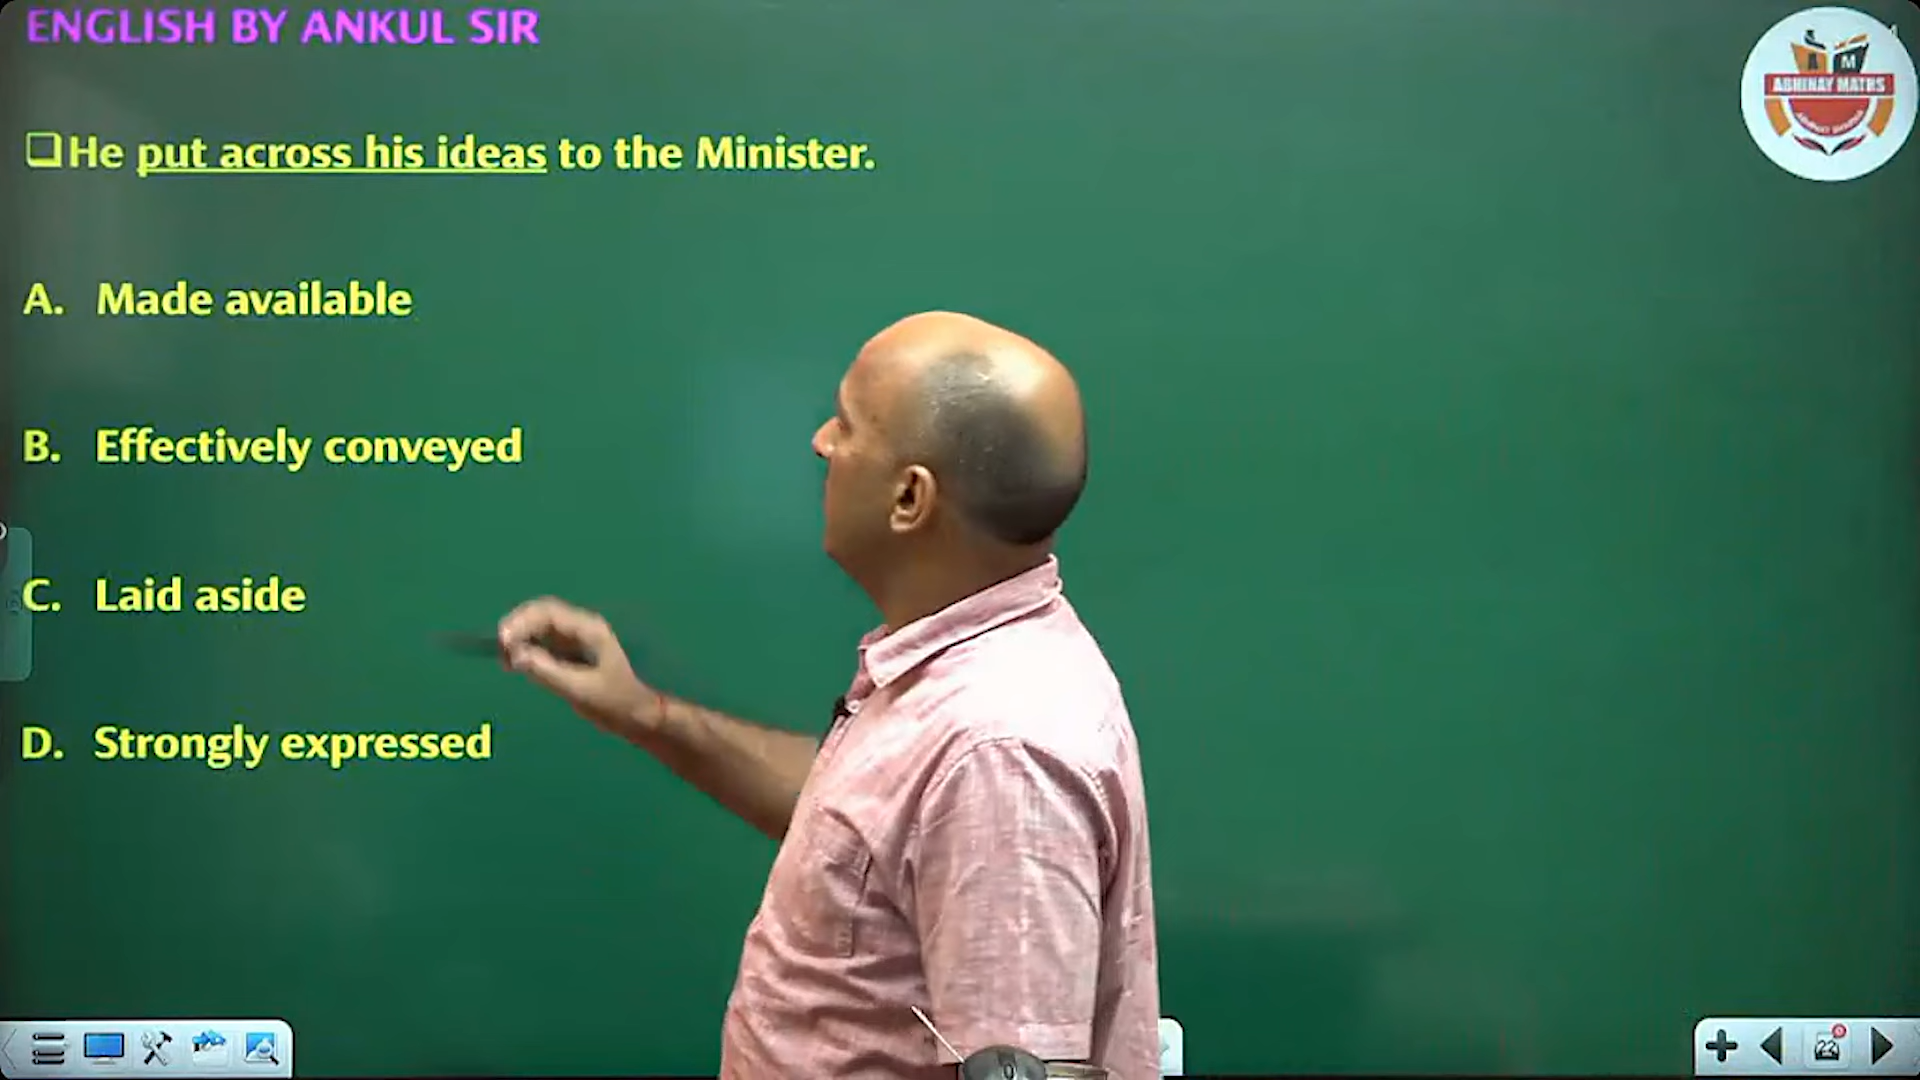 ENGLISH BY ANKUL SIR
He put across his ideas to the Minister.
A. Made available
B. Effectively conveyed
C. Laid aside
D. Strongly expressed
A M
ABHINAY MATHS
22